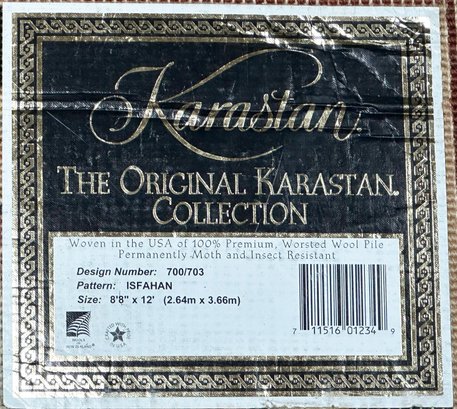 Karastan
THE ORIGINAL KARASTAN®
COLLECTION
Woven in the USA of 100% Premium, Worsted Wool Pile
Permanently Moth and Insect Resistant
Design Number: 700/703
Pattern: ISFAHAN
Size: 8'8" x 12' (2.64m x 3.66m)
7 11516 01234 9